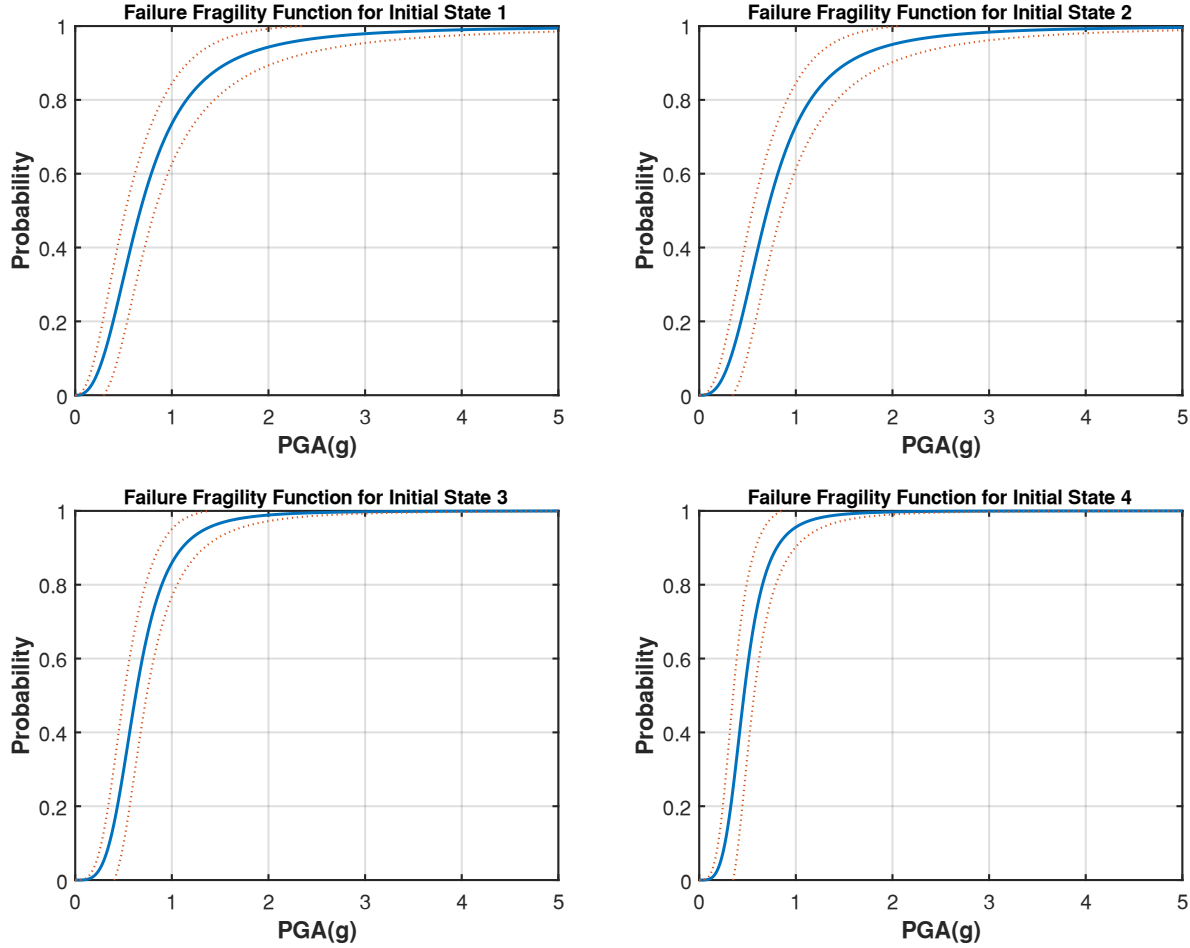 Failure Fragility Function for Initial State 1
1
0.8
0.6
0.4
0.2
0
Probability
0 1 2 3 4 5
PGA(g)
Failure Fragility Function for Initial State 2
1
0.8
0.6
0.4
0.2
0
Probability
0 1 2 3 4 5
PGA(g)
Failure Fragility Function for Initial State 3
1
0.8
0.6
0.4
0.2
0
Probability
0 1 2 3 4 5
PGA(g)
Failure Fragility Function for Initial State 4
1
0.8
0.6
0.4
0.2
0
Probability
0 1 2 3 4 5
PGA(g)